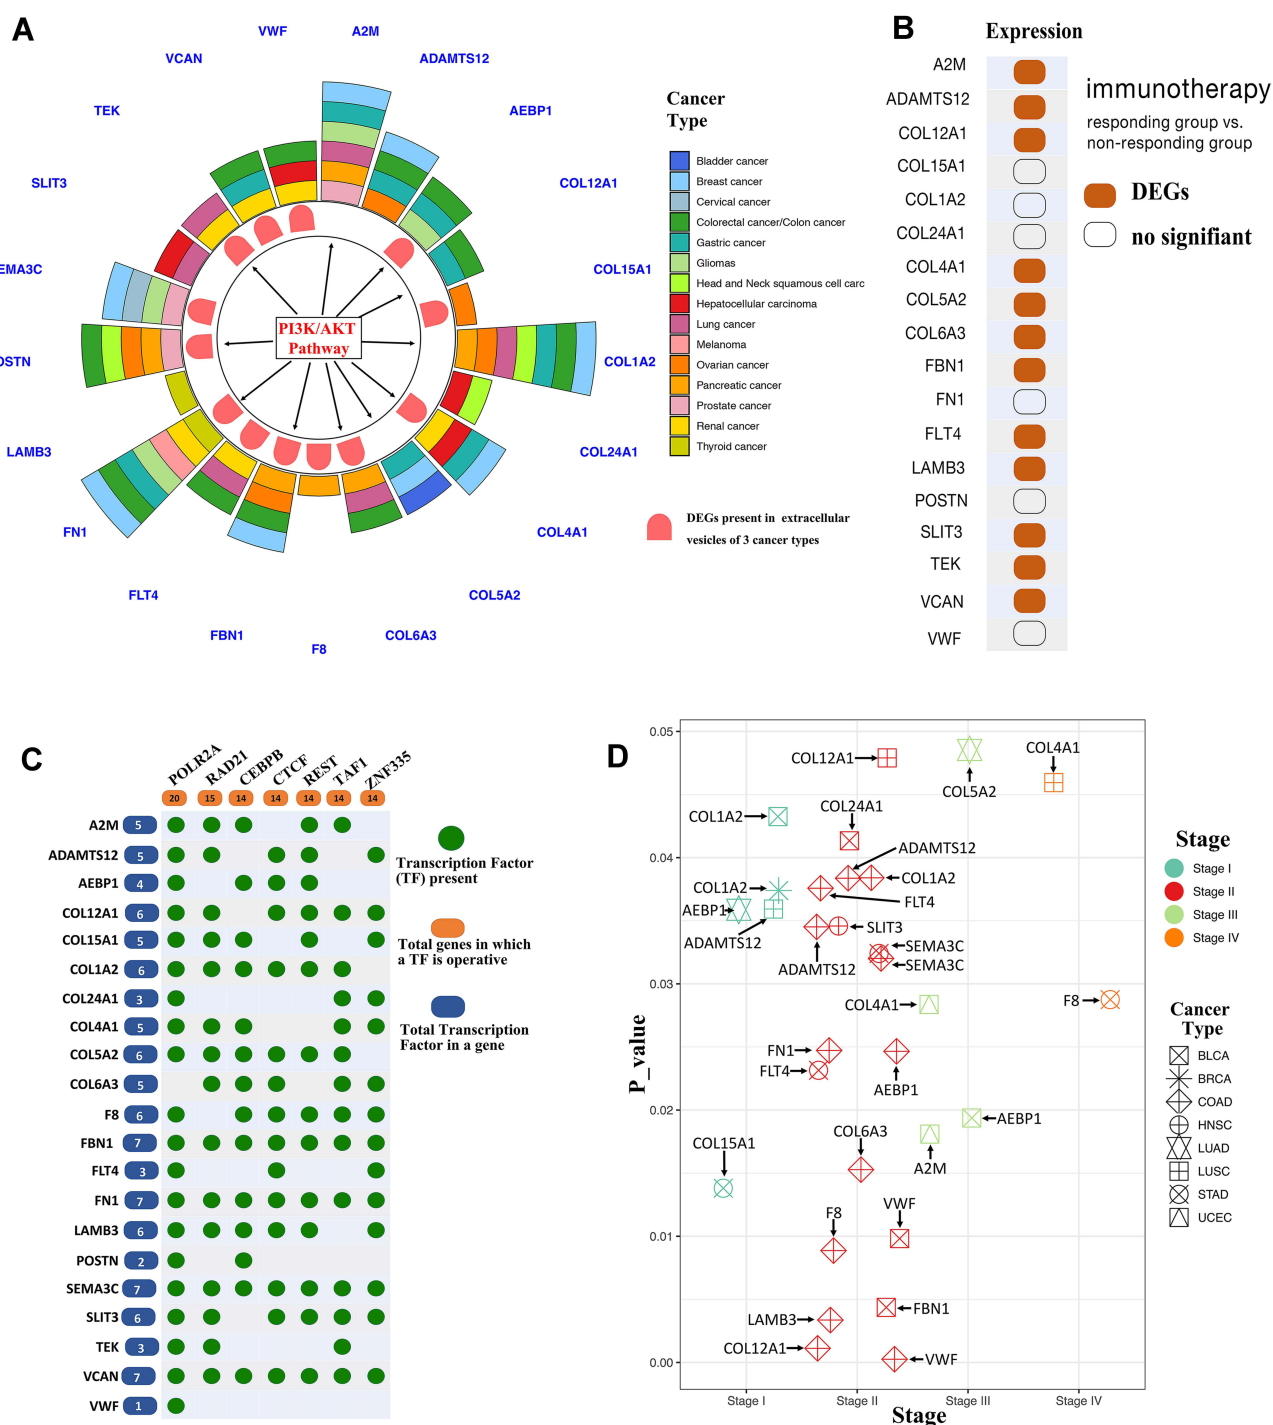 A
VWF
A2M
VCAN
ADAMTS12
TEK
AEBP1
SLIT3
COL12A1
EMA3C
COL15A1
OSTN
COL1A2
LAMB3
COL24A1
FN1
COL4A1
FLT4
COL5A2
FBN1
COL6A3
F8
PI3K/AKT
Pathway
Cancer
Type
Bladder cancer
Breast cancer
Cervical cancer
Colorectal cancer/Colon cancer
Gastric cancer
Gliomas
Head and Neck squamous cell carc
Hepatocellular carcinoma
Lung cancer
Melanoma
Ovarian cancer
Pancreatic cancer
Prostate cancer
Renal cancer
Thyroid cancer
DEGs present in extracellular
vesicles of 3 cancer types
B
Expression
A2M
ADAMTS12
COL12A1
COL15A1
COL1A2
COL24A1
COL4A1
COL5A2
COL6A3
FBN1
FN1
FLT4
LAMB3
POSTN
SLIT3
TEK
VCAN
VWF
immunotherapy
responding group vs.
non-responding group
DEGs
no signifiant
C
POLR2A RAD21 CEBPB CTCF REST TAF1 ZNF335
20 15 14 14 14 14 14
A2M 5
ADAMTS12 5
AEBP1 4
COL12A1 6
COL15A1 5
COL1A2 6
COL24A1 3
COL4A1 5
COL5A2 6
COL6A3 5
F8 6
FBN1 7
FLT4 3
FN1 7
LAMB3 6
POSTN 2
SEMA3C 7
SLIT3 6
TEK 3
VCAN 7
VWF 1
Transcription Factor
(TF) present
Total genes in which
a TF is operative
Total Transcription
Factor in a gene
D
P_value
0.05
0.04
0.03
0.02
0.01
0.00
COL12A1
COL5A2
COL4A1
COL1A2
COL24A1
ADAMTS12
COL1A2
COL1A2
FLT4
AEBP1
ADAMTS12
SLIT3
ADAMTS12
SEMA3C
SEMA3C
COL4A1
F8
FN1
FLT4
AEBP1
AEBP1
COL15A1
COL6A3
A2M
F8
VWF
FBN1
LAMB3
COL12A1
VWF
Stage I Stage II Stage III Stage IV
Stage
Stage
Stage I
Stage II
Stage III
Stage IV
Cancer
Type
BLCA
BRCA
COAD
HNSC
LUAD
LUSC
STAD
UCEC